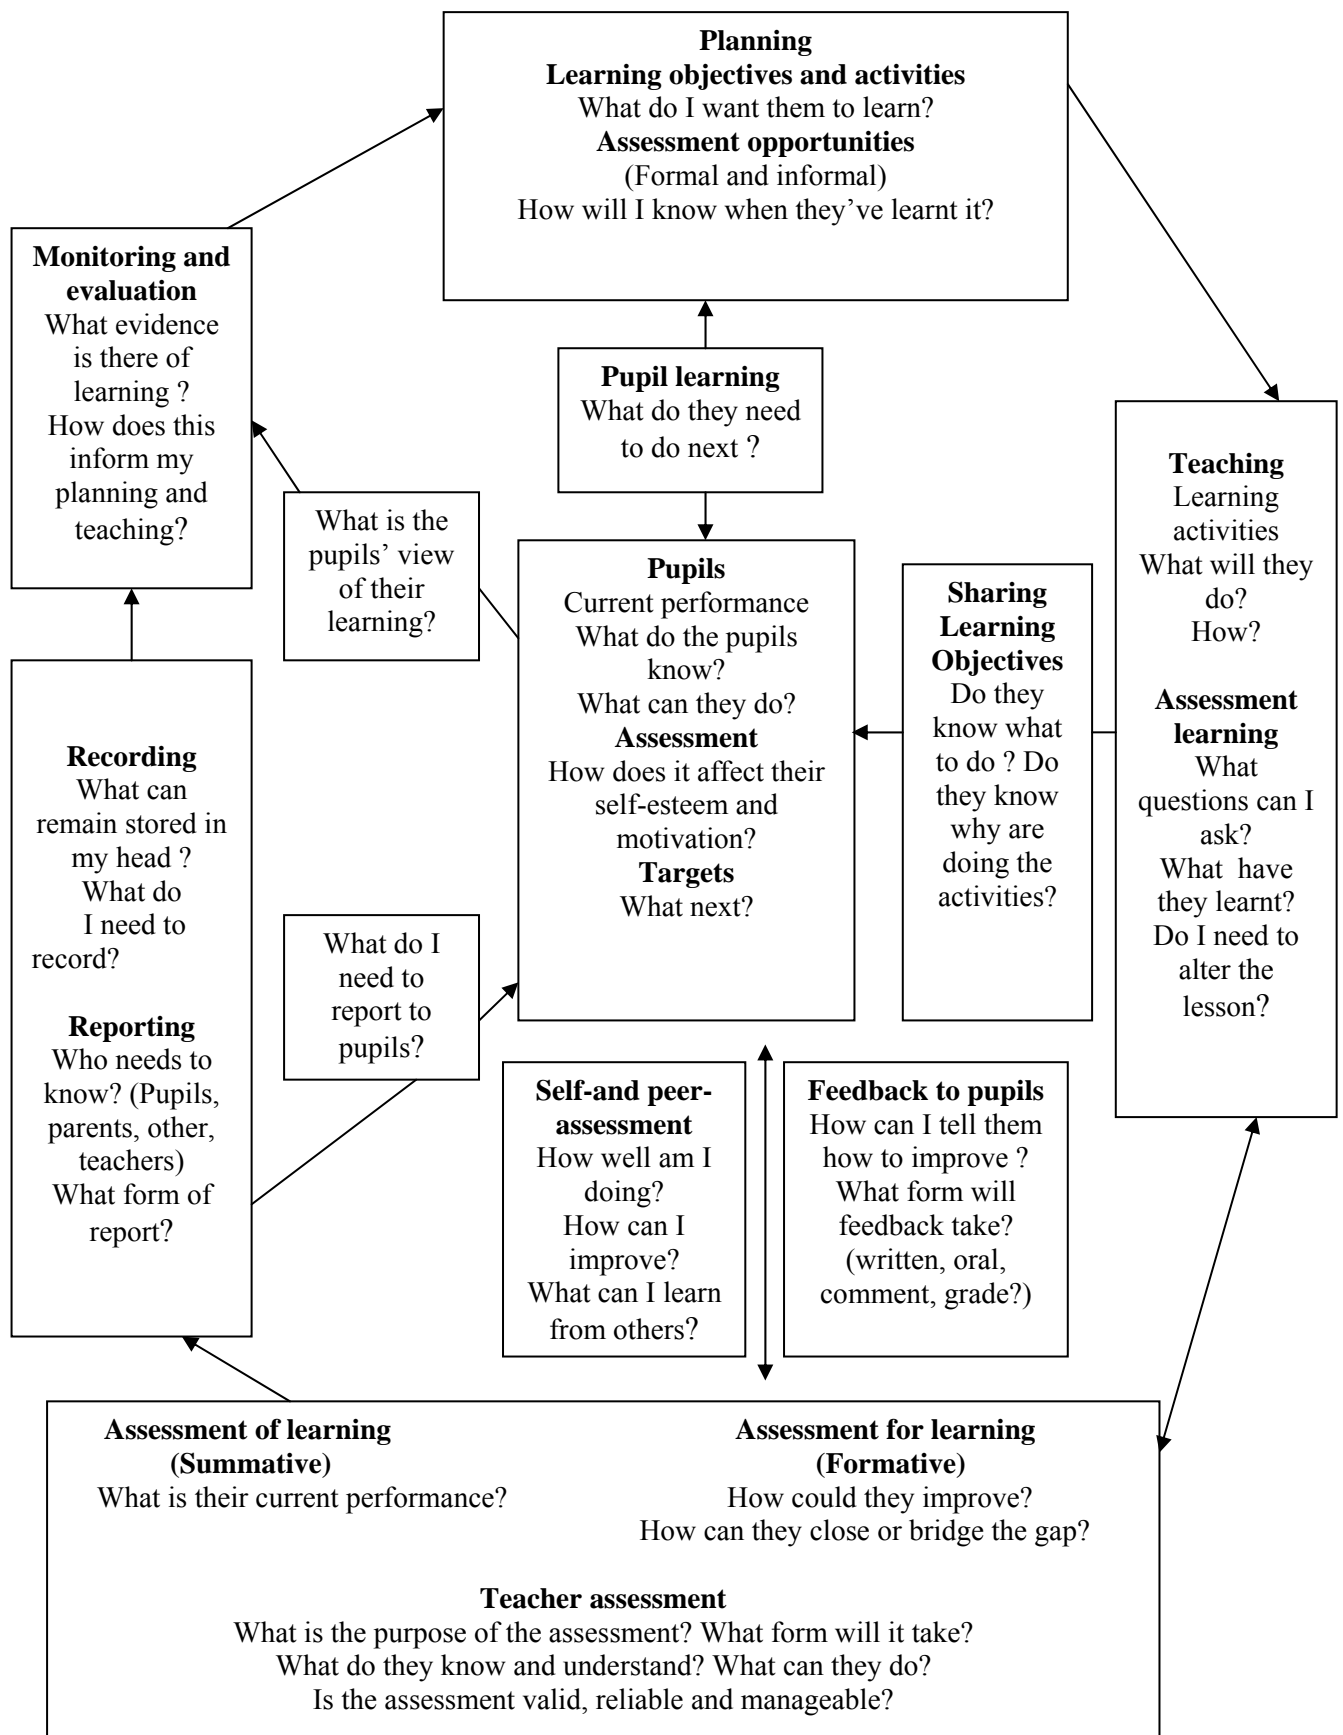 Planning
Learning objectives and activities
What do I want them to learn?
Assessment opportunities
(Formal and informal)
How will I know when they’ve learnt it?
Monitoring and
evaluation
What evidence
is there of
learning ?
How does this
inform my
planning and
teaching?
Pupil learning
What do they need
to do next ?
Teaching
Learning
activities
What will they
do?
How?
Assessment
learning
What
questions can I
ask?
What  have
they learnt?
Do I need to
alter the
lesson?
What is the
pupils’ view
of their
learning?
Pupils
Current performance
What do the pupils
know?
What can they do?
Assessment
How does it affect their
self-esteem and
motivation?
Targets
What next?
Sharing
Learning
Objectives
Do they
know what
to do ? Do
they know
why are
doing the
activities?
Recording
What can
remain stored in
my head ?
What do
I need to
record?
Reporting
Who needs to
know? (Pupils,
parents, other,
teachers)
What form of
report?
What do I
need to
report to
pupils?
Self-and peer-
assessment
How well am I
doing?
How can I
improve?
What can I learn
from others?
Feedback to pupils
How can I tell them
how to improve ?
What form will
feedback take?
(written, oral,
comment, grade?)
Assessment of learning
(Summative)
What is their current performance?
Assessment for learning
(Formative)
How could they improve?
How can they close or bridge the gap?
Teacher assessment
What is the purpose of the assessment? What form will it take?
What do they know and understand? What can they do?
Is the assessment valid, reliable and manageable?